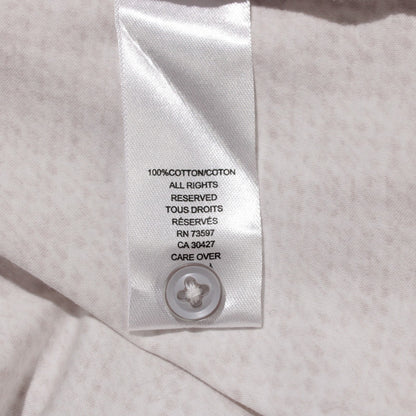 100%COTTON/COTON
ALL RIGHTS
RESERVED
TOUS DROITS
RÉSERVÉS
RN 73597
CA 30427
CARE OVER